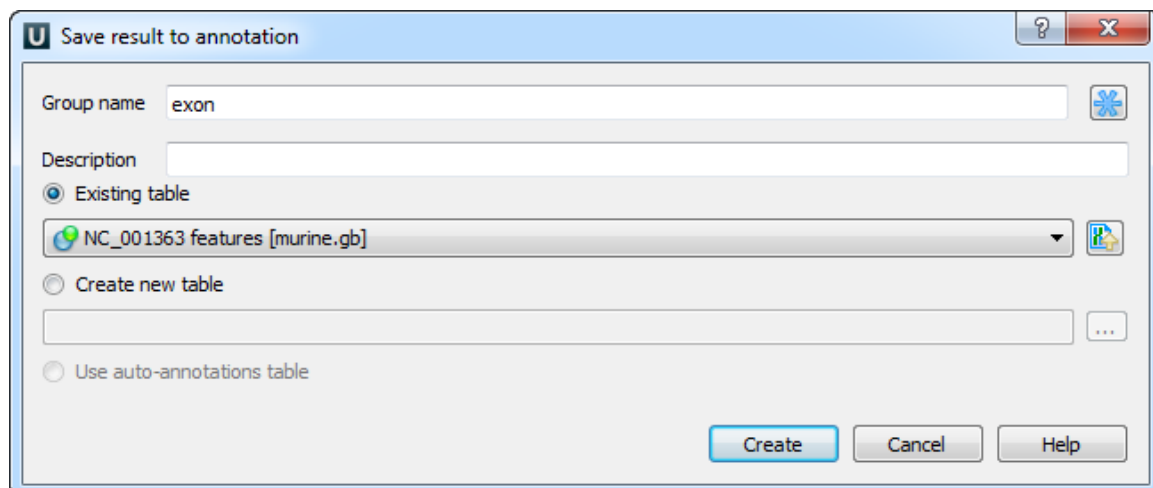 U Save result to annotation ? X
Group name exon
Description
Existing table
NC_001363 features [murine.gb]
Create new table
...
Use auto-annotations table
Create Cancel Help